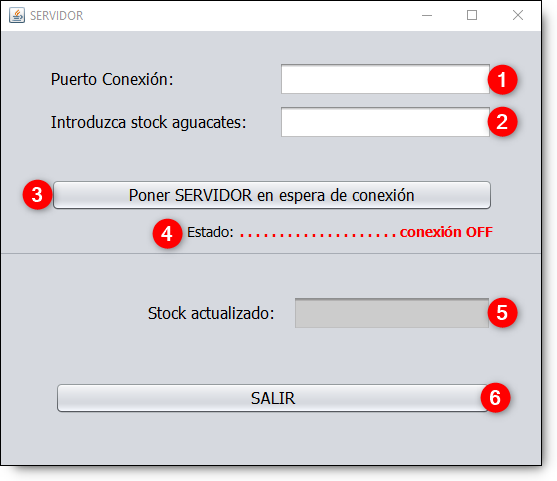 SERVIDOR
Puerto Conexión: 1
Introduzca stock aguacates: 2
3 Poner SERVIDOR en espera de conexión
4 Estado: . . . . . . . . . . . . . . . . . . . . conexión OFF
Stock actualizado: 5
SALIR 6